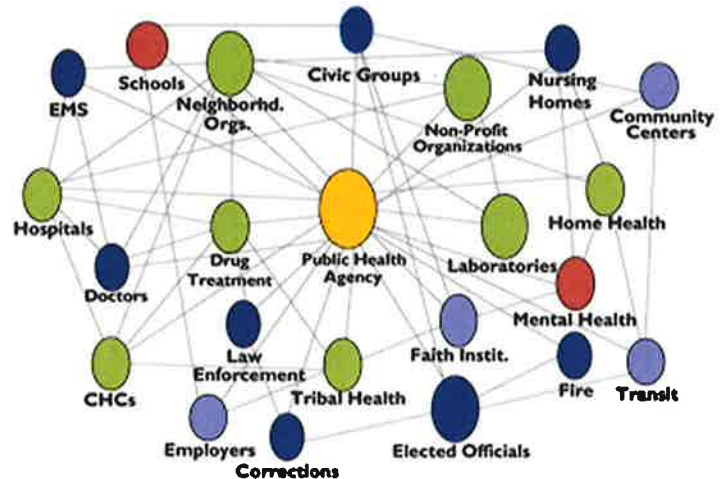 Schools
EMS
Neighborhd.
Orgs.
Civic Groups
Nursing
Homes
Community
Centers
Non-Profit
Organizations
Hospitals
Doctors
Drug
Treatment
Public Health
Agency
Laboratories
Home Health
Mental Health
Law
Enforcement
Faith Instit.
CHCs
Tribal Health
Fire
Transit
Employers
Corrections
Elected Officials